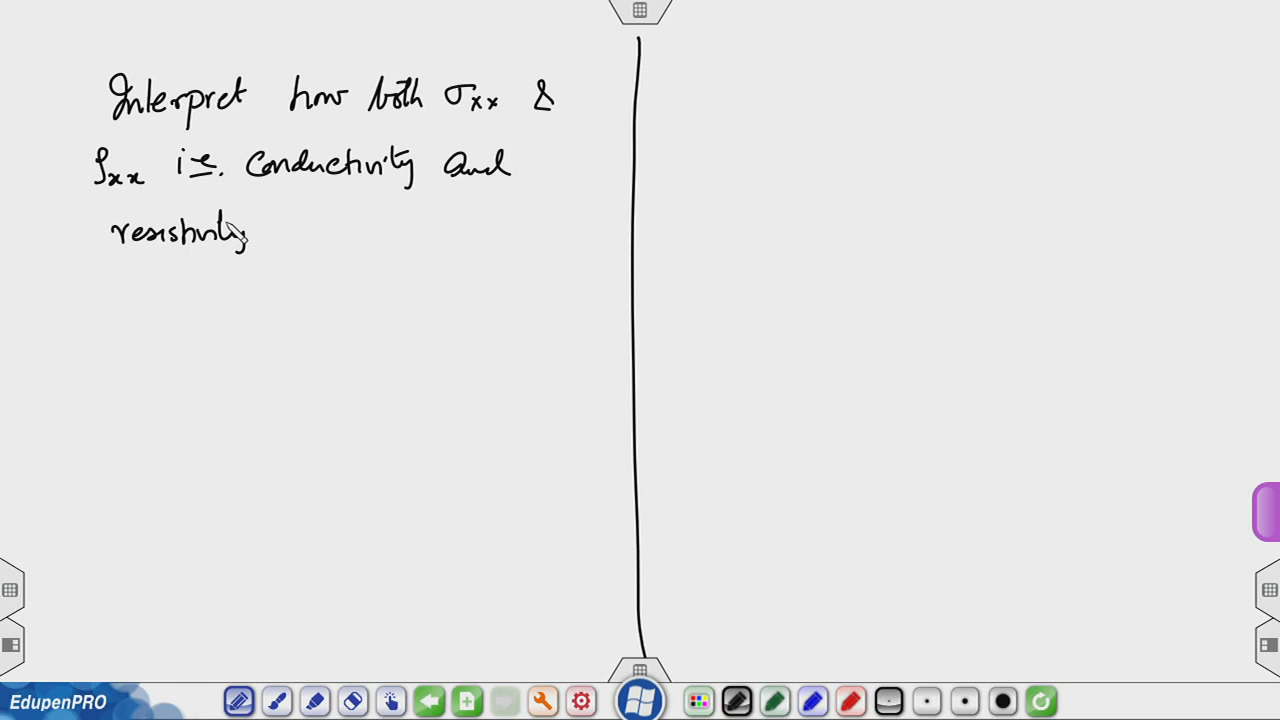 Interpret how both σxx &
ρxx i.e. Conductivity and
resistivity
EdupenPRO